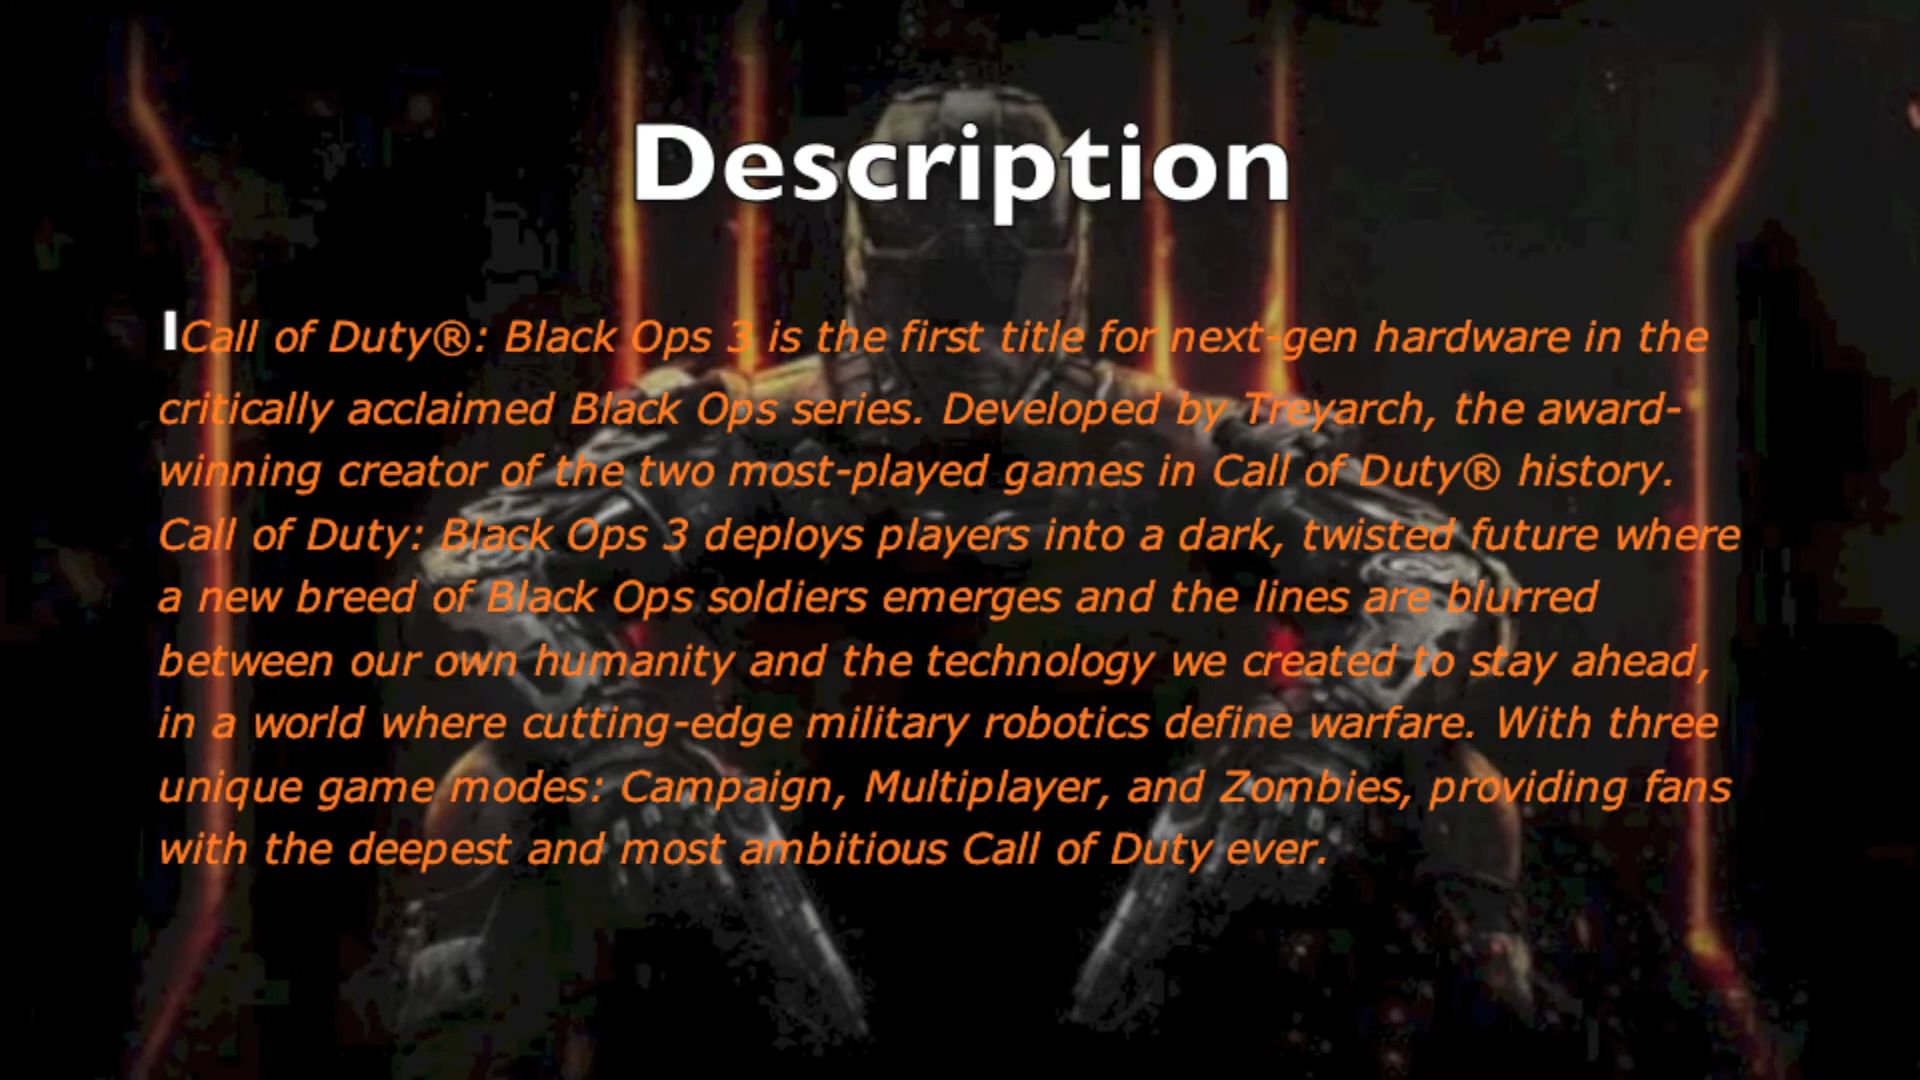 Description
ICall of Duty®: Black Ops 3 is the first title for next-gen hardware in the
critically acclaimed Black Ops series. Developed by Treyarch, the award-
winning creator of the two most-played games in Call of Duty® history.
Call of Duty: Black Ops 3 deploys players into a dark, twisted future where
a new breed of Black Ops soldiers emerges and the lines are blurred
between our own humanity and the technology we created to stay ahead,
in a world where cutting-edge military robotics define warfare. With three
unique game modes: Campaign, Multiplayer, and Zombies, providing fans
with the deepest and most ambitious Call of Duty ever.